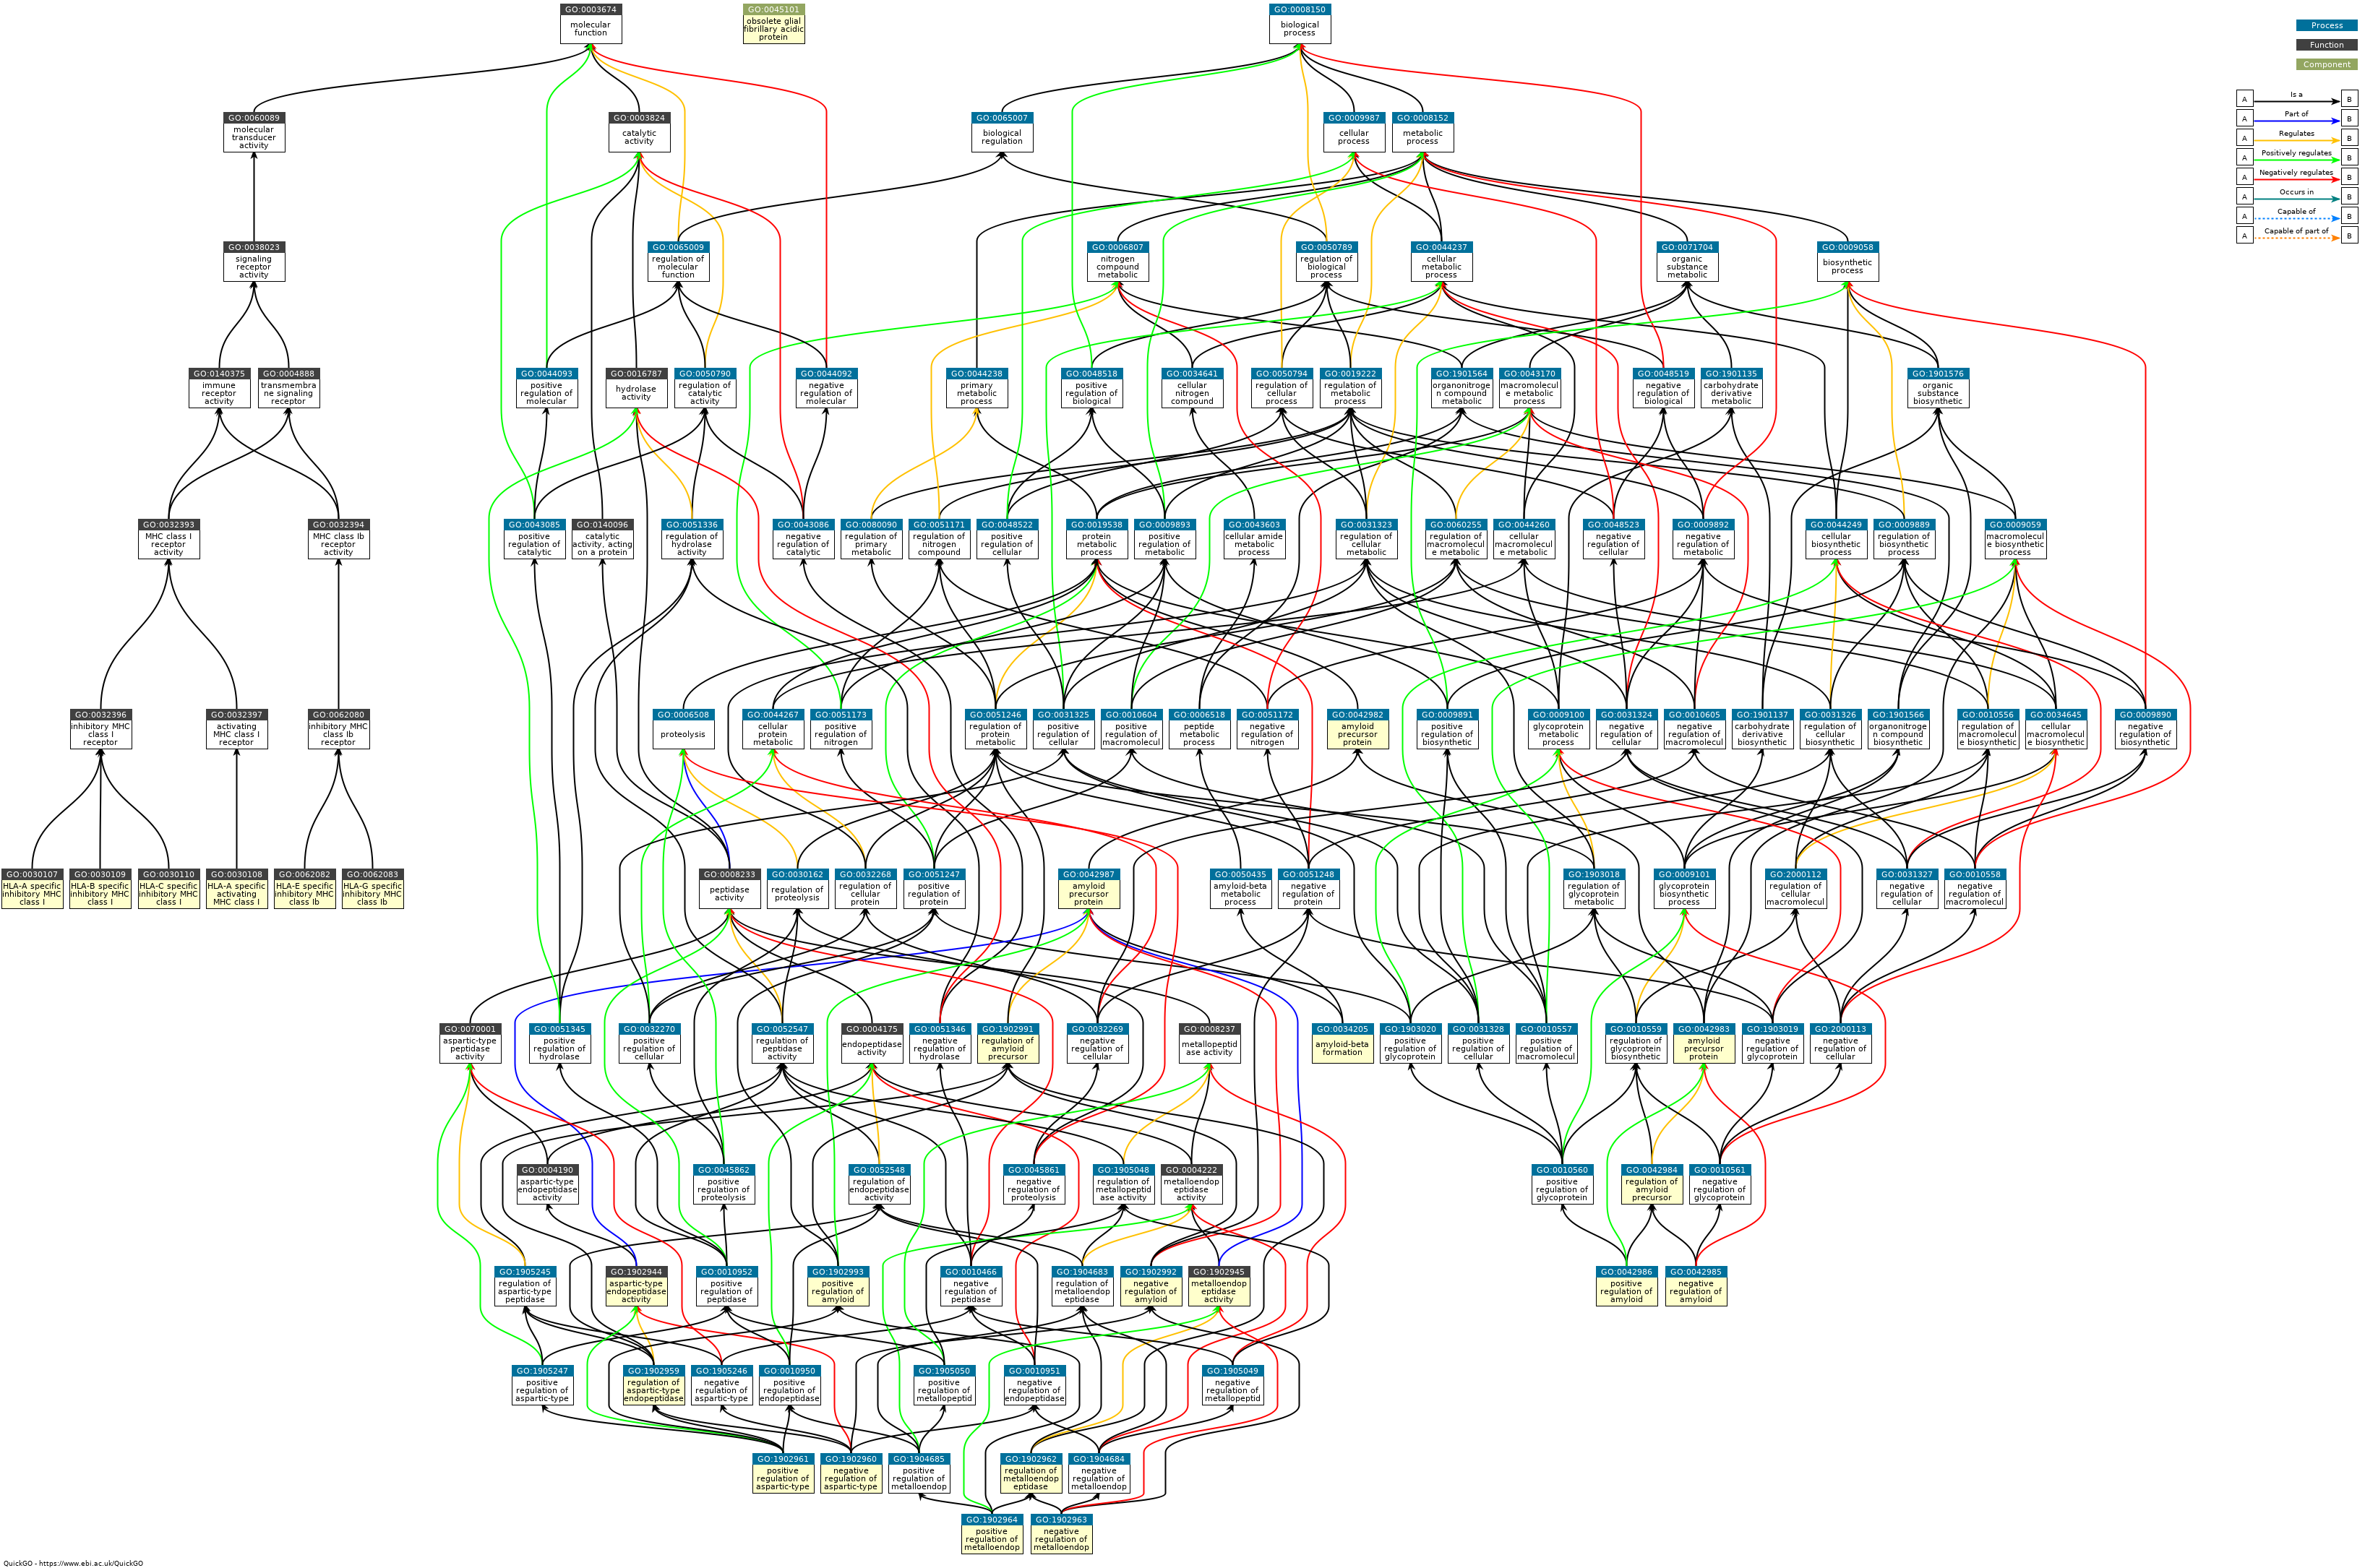 GO:0003674
molecular
function
GO:0045101
obsolete glial
fibrillary acidic
protein
GO:0008150
biological
process
Process
Function
Component
A Is a B
A Part of B
A Regulates B
A Positively regulates B
A Negatively regulates B
A Occurs in B
A Capable of B
A Capable of part of B
GO:0060089
molecular
transducer
activity
GO:0003824
catalytic
activity
GO:0065007
biological
regulation
GO:0009987
cellular
process
GO:0008152
metabolic
process
GO:0038023
signaling
receptor
activity
GO:0065009
regulation of
molecular
function
GO:0006807
nitrogen
compound
metabolic
GO:0050789
regulation of
biological
process
GO:0044237
cellular
metabolic
process
GO:0071704
organic
substance
metabolic
GO:0009058
biosynthetic
process
GO:0140375
immune
receptor
activity
GO:0004888
transmembra
ne signaling
receptor
GO:0044093
positive
regulation of
molecular
GO:0016787
hydrolase
activity
GO:0050790
regulation of
catalytic
activity
GO:0044092
negative
regulation of
molecular
GO:0044238
primary
metabolic
process
GO:0048518
positive
regulation of
biological
GO:0034641
cellular
nitrogen
compound
GO:0050794
regulation of
cellular
process
GO:0019222
regulation of
metabolic
process
GO:1901564
organonitroge
n compound
metabolic
GO:0043170
macromolecul
e metabolic
process
GO:0048519
negative
regulation of
biological
GO:1901135
carbohydrate
derivative
metabolic
GO:1901576
organic
substance
biosynthetic
GO:0032393
MHC class I
receptor
activity
GO:0032394
MHC class Ib
receptor
activity
GO:0043085
positive
regulation of
catalytic
GO:0140096
catalytic
activity, acting
on a protein
GO:0051336
regulation of
hydrolase
activity
GO:0043086
negative
regulation of
catalytic
GO:0080090
regulation of
primary
metabolic
GO:0051171
regulation of
nitrogen
compound
GO:0048522
positive
regulation of
cellular
GO:0019538
protein
metabolic
process
GO:0009893
positive
regulation of
metabolic
GO:0043603
cellular amide
metabolic
process
GO:0031323
regulation of
cellular
metabolic
GO:0060255
regulation of
macromolecul
e metabolic
GO:0044260
cellular
macromolecul
e metabolic
GO:0048523
negative
regulation of
cellular
GO:0009892
negative
regulation of
metabolic
GO:0044249
cellular
biosynthetic
process
GO:0009889
regulation of
biosynthetic
process
GO:0009059
macromolecul
e biosynthetic
process
GO:0032396
inhibitory MHC
class I
receptor
GO:0032397
activating
MHC class I
receptor
GO:0062080
inhibitory MHC
class Ib
receptor
GO:0006508
proteolysis
GO:0044267
cellular
protein
metabolic
GO:0051173
positive
regulation of
nitrogen
GO:0051246
regulation of
protein
metabolic
GO:0031325
positive
regulation of
cellular
GO:0010604
positive
regulation of
macromolecul
GO:0006518
peptide
metabolic
process
GO:0051172
negative
regulation of
nitrogen
GO:0042982
amyloid
precursor
protein
GO:0009891
positive
regulation of
biosynthetic
GO:0009100
glycoprotein
metabolic
process
GO:0031324
negative
regulation of
cellular
GO:0010605
negative
regulation of
macromolecul
GO:1901137
carbohydrate
derivative
biosynthetic
GO:0031326
regulation of
cellular
biosynthetic
GO:1901566
organonitroge
n compound
biosynthetic
GO:0010556
regulation of
macromolecul
e biosynthetic
GO:0034645
cellular
macromolecul
e biosynthetic
GO:0009890
negative
regulation of
biosynthetic
GO:0030107
HLA-A specific
inhibitory MHC
class I
GO:0030109
HLA-B specific
inhibitory MHC
class I
GO:0030110
HLA-C specific
inhibitory MHC
class I
GO:0030108
HLA-A specific
activating
MHC class I
GO:0062082
HLA-E specific
inhibitory MHC
class Ib
GO:0062083
HLA-G specific
inhibitory MHC
class Ib
GO:0008233
peptidase
activity
GO:0030162
regulation of
proteolysis
GO:0032268
regulation of
cellular
protein
GO:0051247
positive
regulation of
protein
GO:0042987
amyloid
precursor
protein
GO:0050435
amyloid-beta
metabolic
process
GO:0051248
negative
regulation of
protein
GO:1903018
regulation of
glycoprotein
metabolic
GO:0009101
glycoprotein
biosynthetic
process
GO:2000112
regulation of
cellular
macromolecul
GO:0031327
negative
regulation of
cellular
GO:0010558
negative
regulation of
macromolecul
GO:0070001
aspartic-type
peptidase
activity
GO:0051345
positive
regulation of
hydrolase
GO:0032270
positive
regulation of
cellular
GO:0052547
regulation of
peptidase
activity
GO:0004175
endopeptidase
activity
GO:0051346
negative
regulation of
hydrolase
GO:1902991
regulation of
amyloid
precursor
GO:0032269
negative
regulation of
cellular
GO:0008237
metallopeptid
ase activity
GO:0034205
amyloid-beta
formation
GO:1903020
positive
regulation of
glycoprotein
GO:0031328
positive
regulation of
cellular
GO:0010557
positive
regulation of
macromolecul
GO:0010559
regulation of
glycoprotein
biosynthetic
GO:0042983
amyloid
precursor
protein
GO:1903019
negative
regulation of
glycoprotein
GO:2000113
negative
regulation of
cellular
GO:0004190
aspartic-type
endopeptidase
activity
GO:0045862
positive
regulation of
proteolysis
GO:0052548
regulation of
endopeptidase
activity
GO:0045861
negative
regulation of
proteolysis
GO:1905048
regulation of
metallopeptid
ase activity
GO:0004222
metalloendop
eptidase
activity
GO:0010560
positive
regulation of
glycoprotein
GO:0042984
regulation of
amyloid
precursor
GO:0010561
negative
regulation of
glycoprotein
GO:1905245
regulation of
aspartic-type
peptidase
GO:1902944
aspartic-type
endopeptidase
activity
GO:0010952
positive
regulation of
peptidase
GO:1902993
positive
regulation of
amyloid
GO:0010466
negative
regulation of
peptidase
GO:1904683
regulation of
metalloendop
eptidase
GO:1902992
negative
regulation of
amyloid
GO:1902945
metalloendop
eptidase
activity
GO:0042986
positive
regulation of
amyloid
GO:0042985
negative
regulation of
amyloid
GO:1905247
positive
regulation of
aspartic-type
GO:1902959
regulation of
aspartic-type
endopeptidase
GO:1905246
negative
regulation of
aspartic-type
GO:0010950
positive
regulation of
endopeptidase
GO:1905050
positive
regulation of
metallopeptid
GO:0010951
negative
regulation of
endopeptidase
GO:1905049
negative
regulation of
metallopeptid
GO:1902961
positive
regulation of
aspartic-type
GO:1902960
negative
regulation of
aspartic-type
GO:1904685
positive
regulation of
metalloendop
GO:1902962
regulation of
metalloendop
eptidase
GO:1904684
negative
regulation of
metalloendop
GO:1902964
positive
regulation of
metalloendop
GO:1902963
negative
regulation of
metalloendop
QuickGO - https://www.ebi.ac.uk/QuickGO